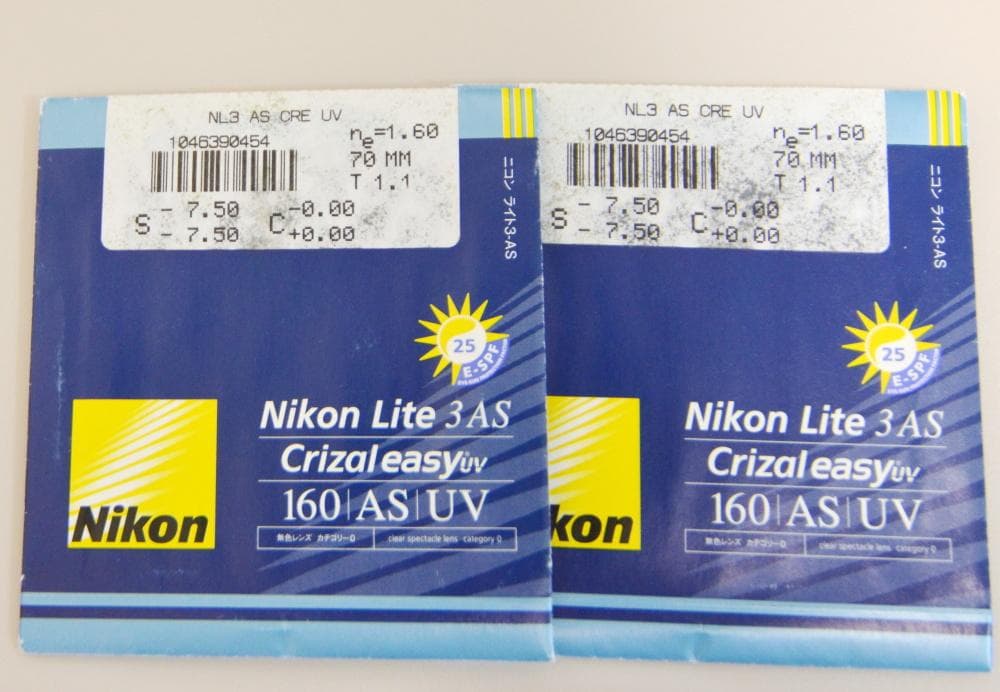 NL3 AS CRE UV
1046390454
ne=1.60
70 MM
T 1.1
S - 7.50 C -0.00
- 7.50 +0.00
ニコン ライト3-AS
25
E-SPF
Nikon Lite 3 AS
Crizal easy UV
160 | AS | UV
Nikon
無色レンズ カテゴリー0
clear spectacle lens category 0
NL3 AS CRE UV
1046390454
ne=1.60
70 MM
T 1.1
S - 7.50 C -0.00
- 7.50 +0.00
ニコン ライト3-AS
25
E-SPF
Nikon Lite 3 AS
Crizal easy UV
160 | AS | UV
kon
無色レンズ カテゴリー0
clear spectacle lens category 0